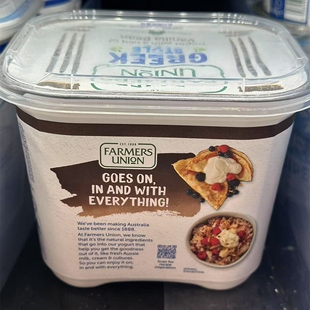 GREEK
STYLE
UNION
EST. 1888
FARMERS
UNION
GOES ON,
IN AND WITH
EVERYTHING!
We've been making Australia
taste better since 1888.
At Farmers Union, we know
that it's the natural ingredients
that go into our yogurt that
help you get the goodness
out of it, like fresh Aussie
milk, cream & cultures.
So you can enjoy it on,
in and with everything.